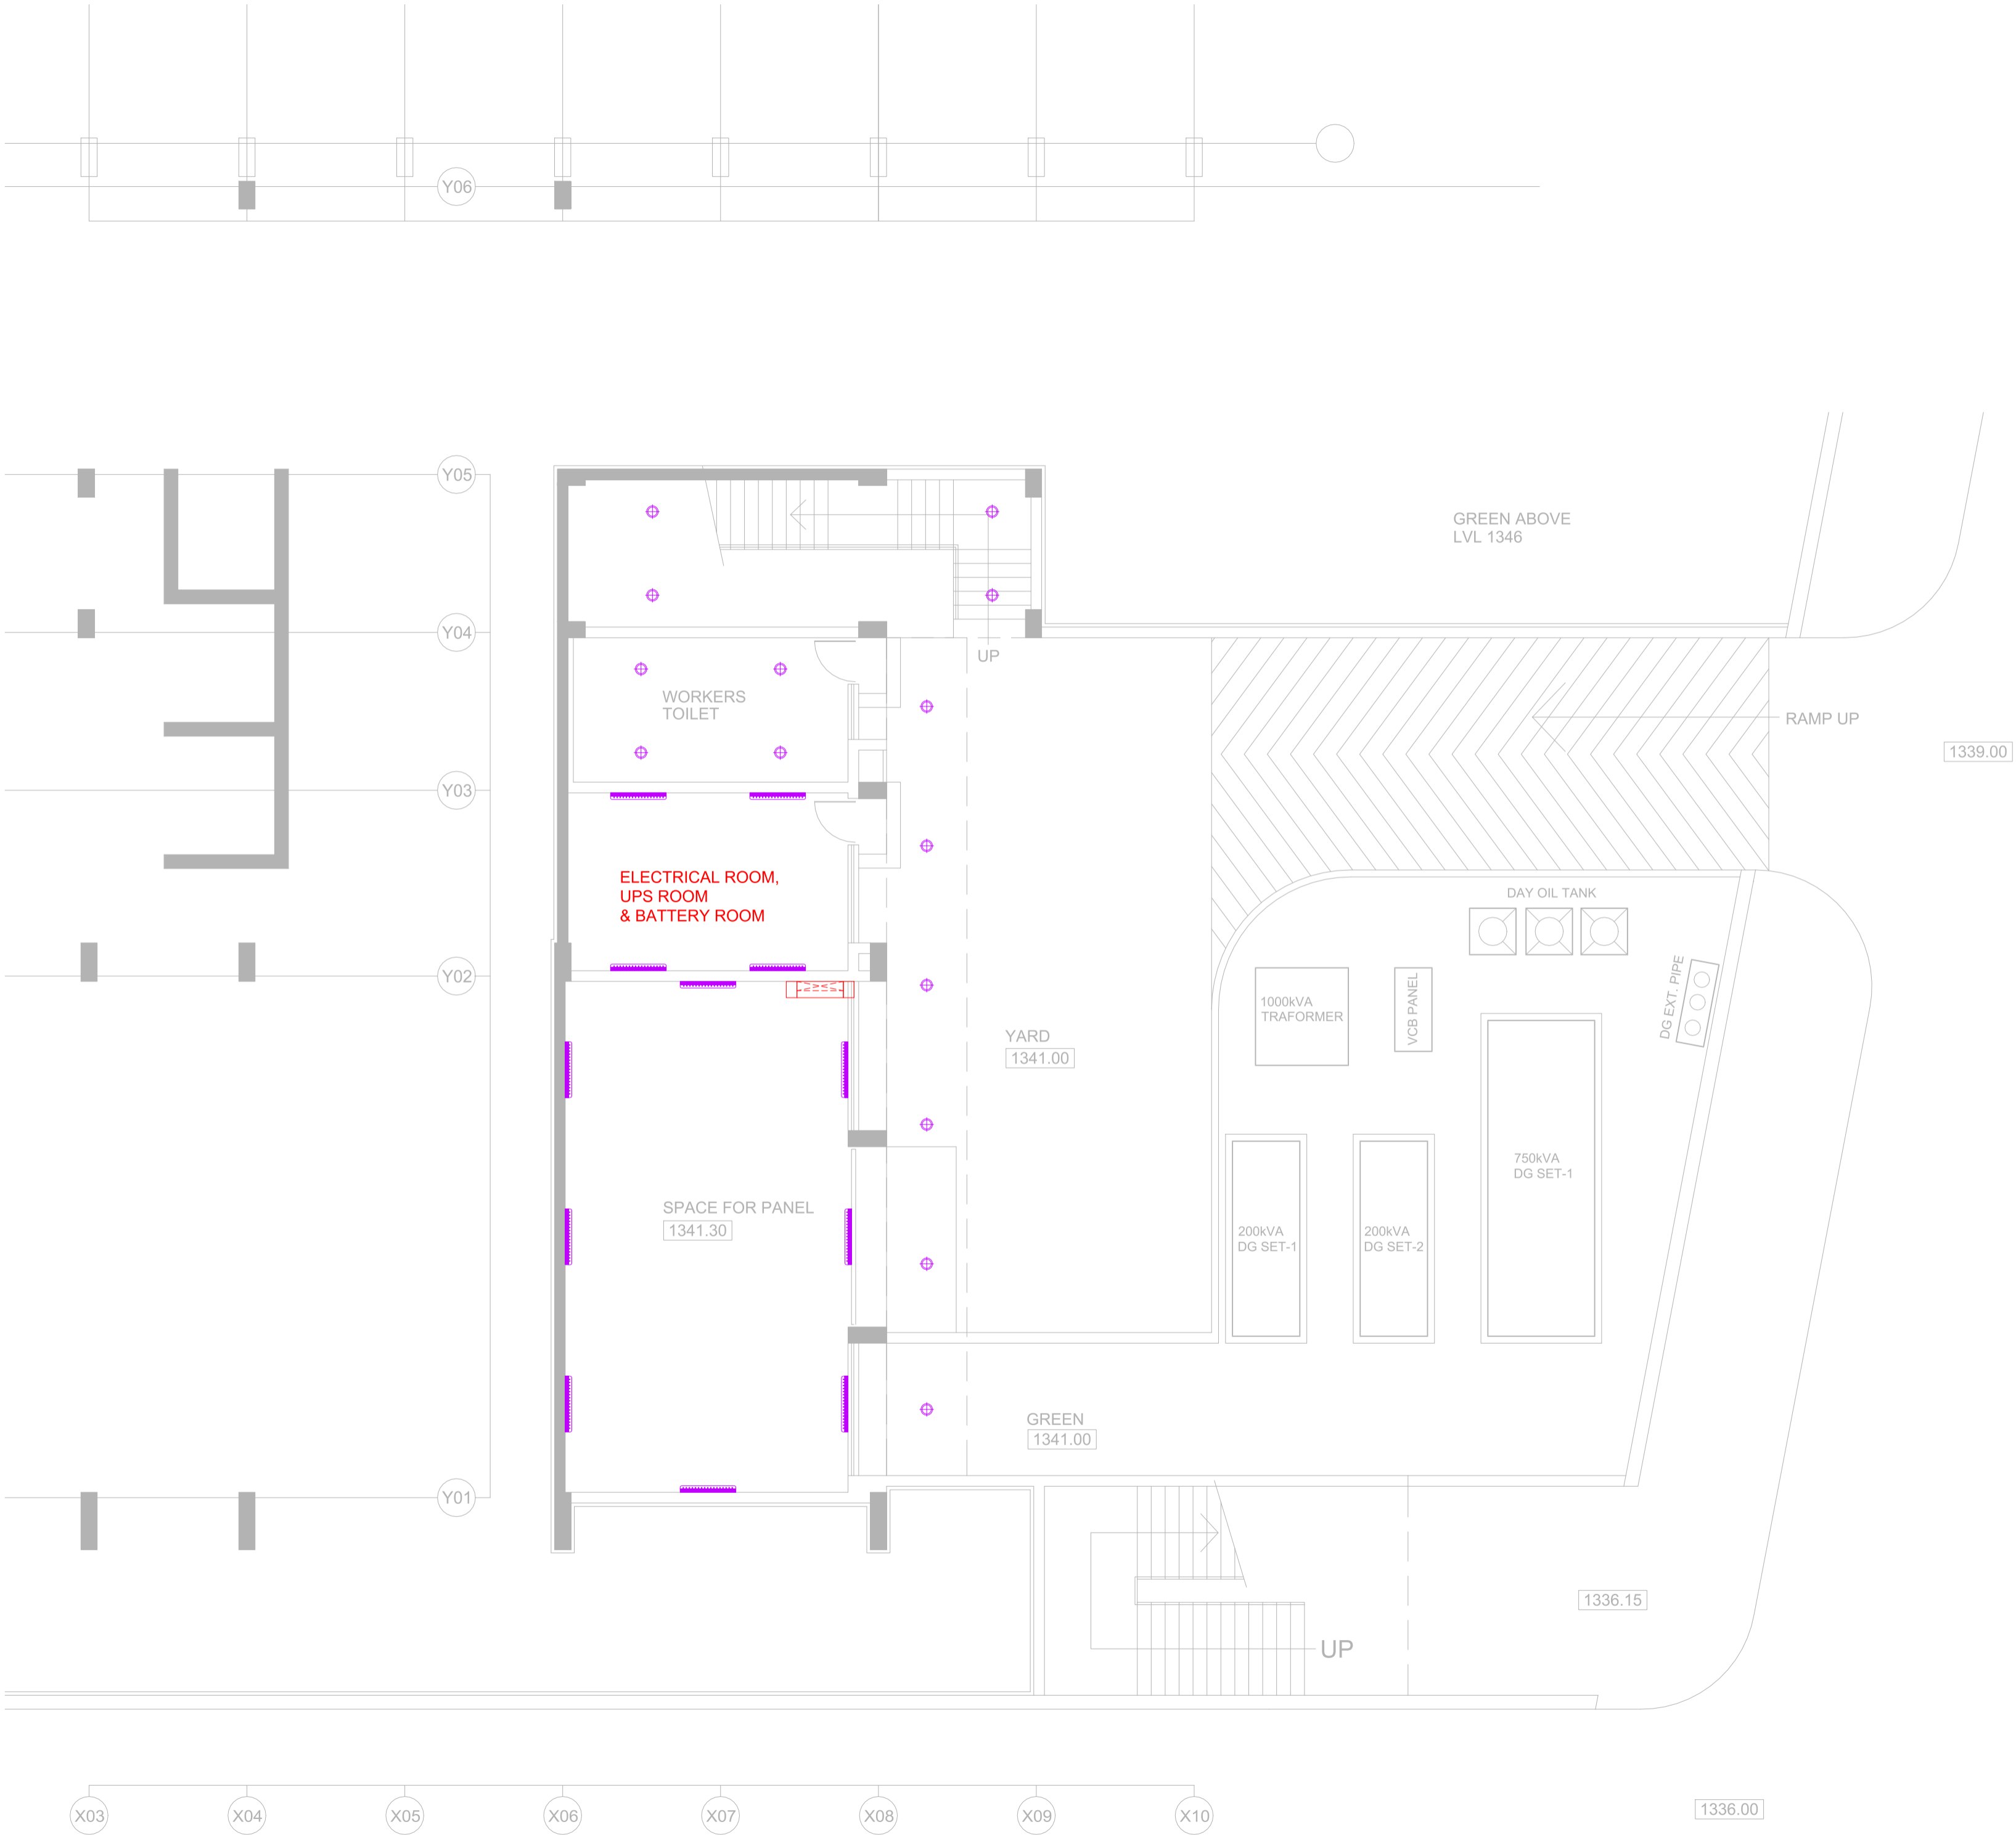 Y06
Y05
GREEN ABOVE
LVL 1346
Y04
UP
WORKERS
TOILET
RAMP UP
1339.00
Y03
ELECTRICAL ROOM,
UPS ROOM
& BATTERY ROOM
DAY OIL TANK
Y02
DG EXT. PIPE
1000kVA
TRAFORMER
VCB PANEL
YARD
1341.00
750kVA
DG SET-1
SPACE FOR PANEL
1341.30
200kVA
DG SET-1
200kVA
DG SET-2
GREEN
1341.00
Y01
1336.15
UP
X03
X04
X05
X06
X07
X08
X09
X10
1336.00